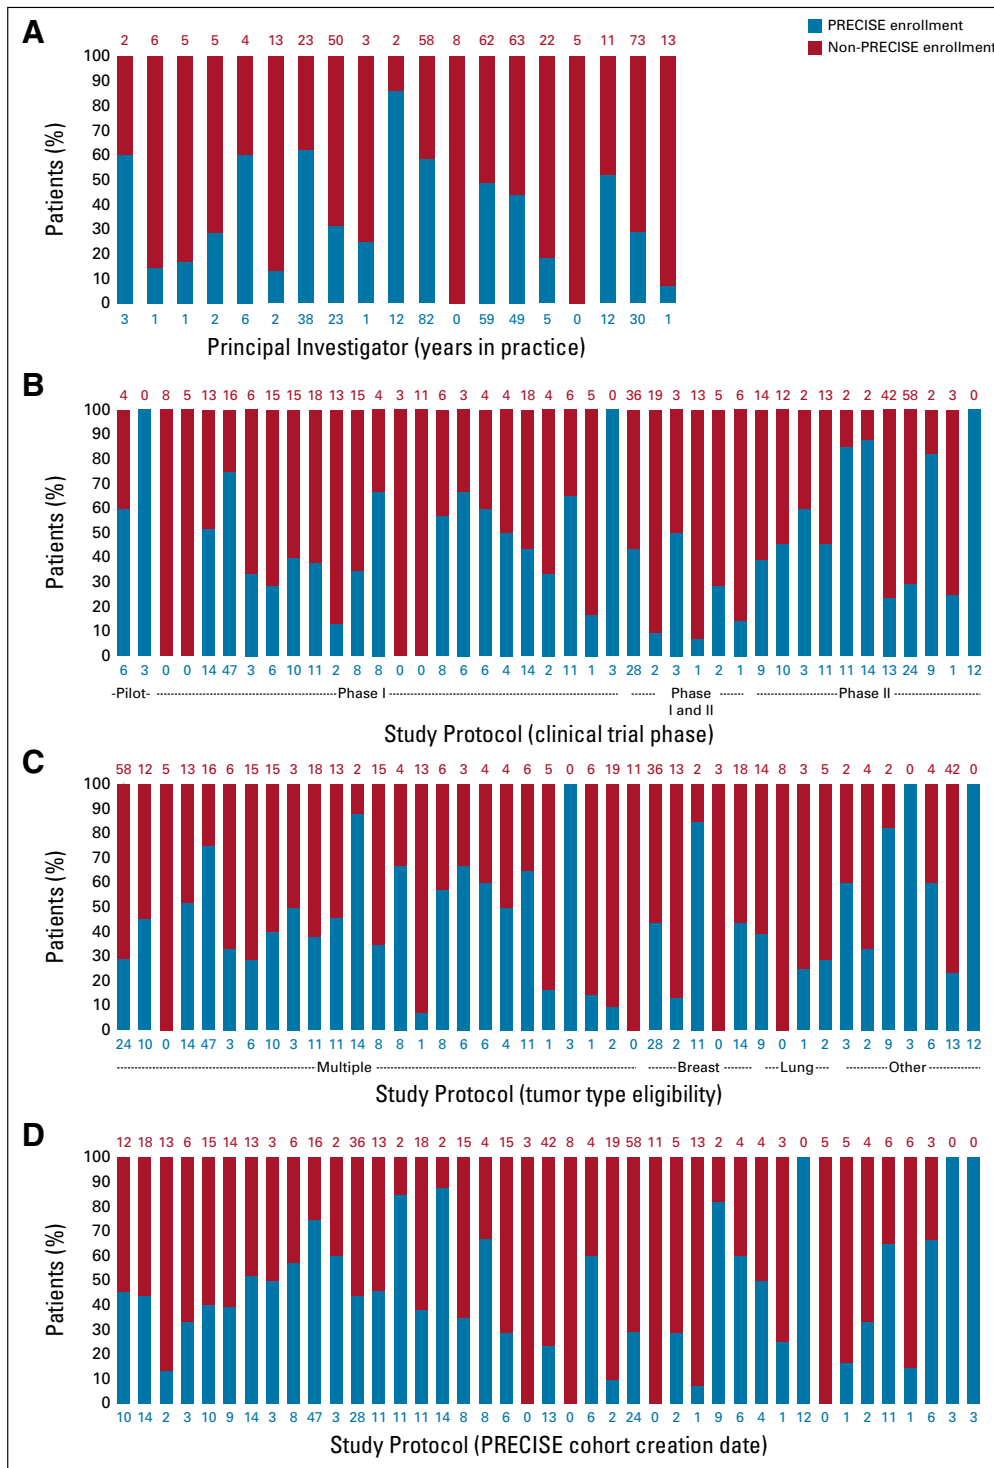 A
PRECISE enrollment
Non-PRECISE enrollment
2 6 5 5 4 13 23 50 3 2 58 8 62 63 22 5 11 73 13
100
90
80
70
60
50
40
30
20
10
0
Patients (%)
3 1 1 2 6 2 38 23 1 12 82 0 59 49 5 0 12 30 1
Principal Investigator (years in practice)
B
4 0 8 5 13 16 6 15 15 18 13 15 4 3 11 6 3 4 4 18 4 6 5 0 36 19 3 13 5 6 14 12 2 13 2 2 42 58 2 3 0
100
90
80
70
60
50
40
30
20
10
0
Patients (%)
6 3 0 0 14 47 3 6 10 11 2 8 8 0 0 8 6 6 4 14 2 11 1 3 28 2 3 1 2 1 9 10 3 11 11 14 13 24 9 1 12
Pilot Phase I Phase I and II Phase II
Study Protocol (clinical trial phase)
C
58 12 5 13 16 6 15 15 3 18 13 2 15 4 13 6 3 4 4 6 5 0 6 19 11 36 13 2 3 18 14 8 3 5 2 4 2 0 4 42 0
100
90
80
70
60
50
40
30
20
10
0
Patients (%)
24 10 0 14 47 3 6 10 3 11 11 14 8 8 1 8 6 6 4 11 1 3 1 2 0 28 2 11 0 14 9 0 1 2 3 2 9 3 6 13 12
Multiple Breast Lung Other
Study Protocol (tumor type eligibility)
D
12 18 13 6 15 14 13 3 6 16 2 36 13 2 18 2 15 4 15 3 42 8 4 19 58 11 5 13 2 4 4 3 0 5 5 4 6 6 3 0 0
100
90
80
70
60
50
40
30
20
10
0
Patients (%)
10 14 2 3 10 9 14 3 8 47 3 28 11 11 11 14 8 8 6 0 13 0 6 2 24 0 2 1 9 6 4 1 12 0 1 2 11 1 6 3 3
Study Protocol (PRECISE cohort creation date)